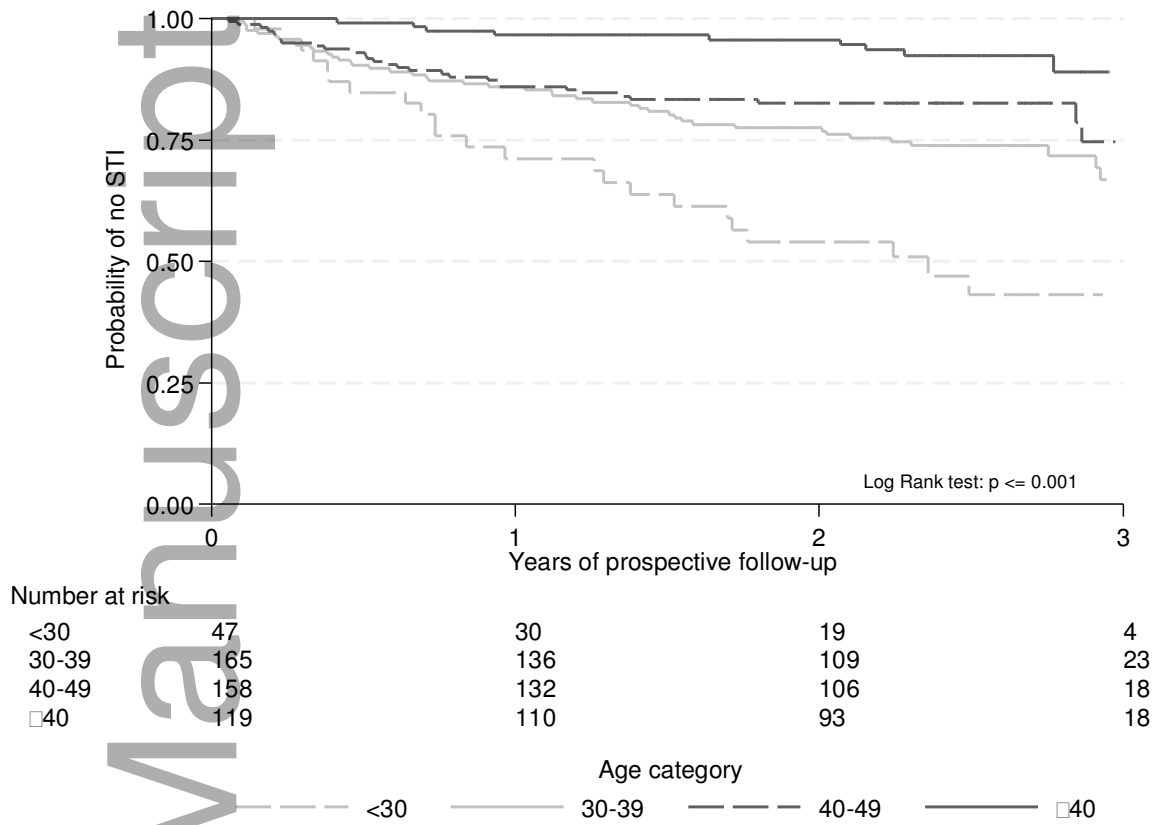 Manuscript
1.00
0.75
0.50
0.25
0.00
Probability of no STI
Log Rank test: p <= 0.001
0 1 2 3
Years of prospective follow-up
Number at risk
<30 47 30 19 4
30-39 165 136 109 23
40-49 158 132 106 18
□40 119 110 93 18
Age category
<30 30-39 40-49 □40